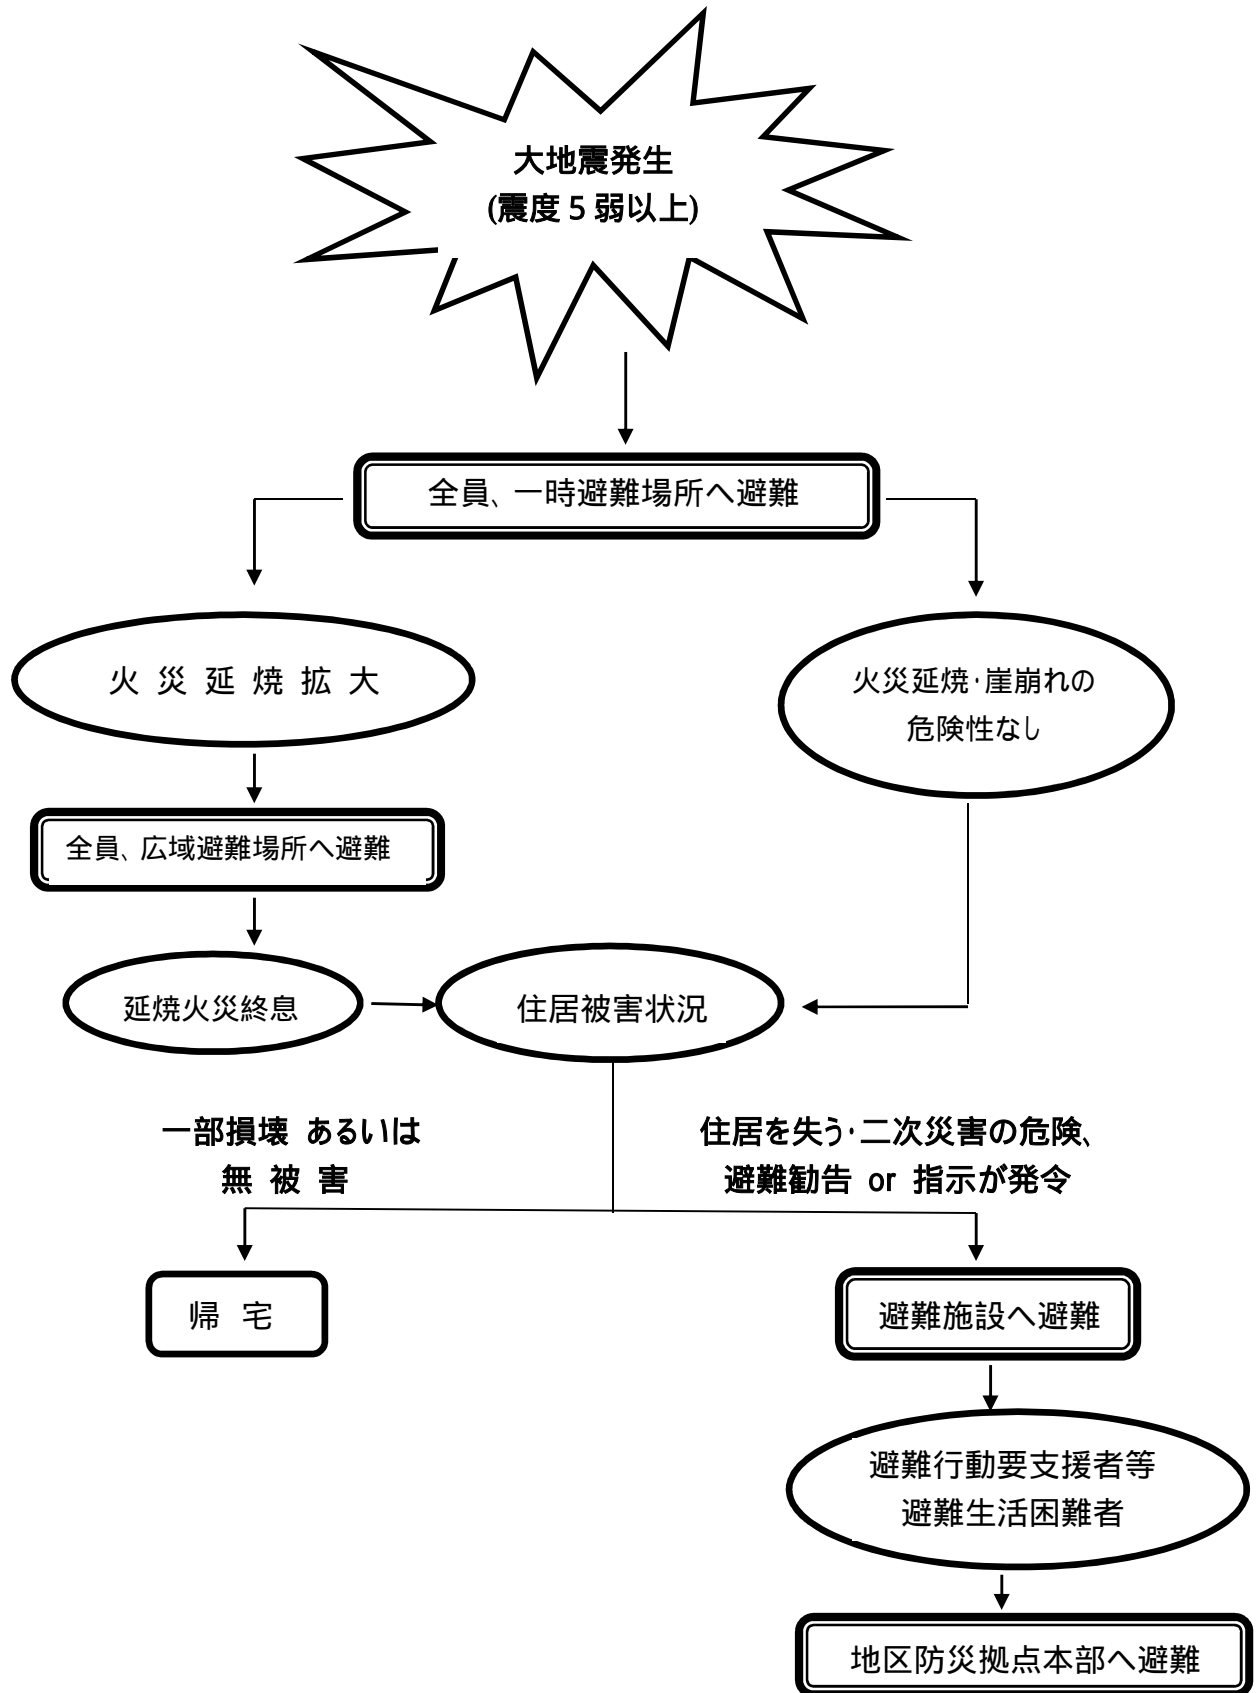 大地震発生
(震度5弱以上)
全員、一時避難場所へ避難
火 災 延 焼 拡 大
火災延焼・崖崩れの
危険性なし
全員、広域避難場所へ避難
延焼火災終息
住居被害状況
一部損壊 あるいは
無 被 害
住居を失う・二次災害の危険、
避難勧告 or 指示が発令
帰 宅
避難施設へ避難
避難行動要支援者等
避難生活困難者
地区防災拠点本部へ避難